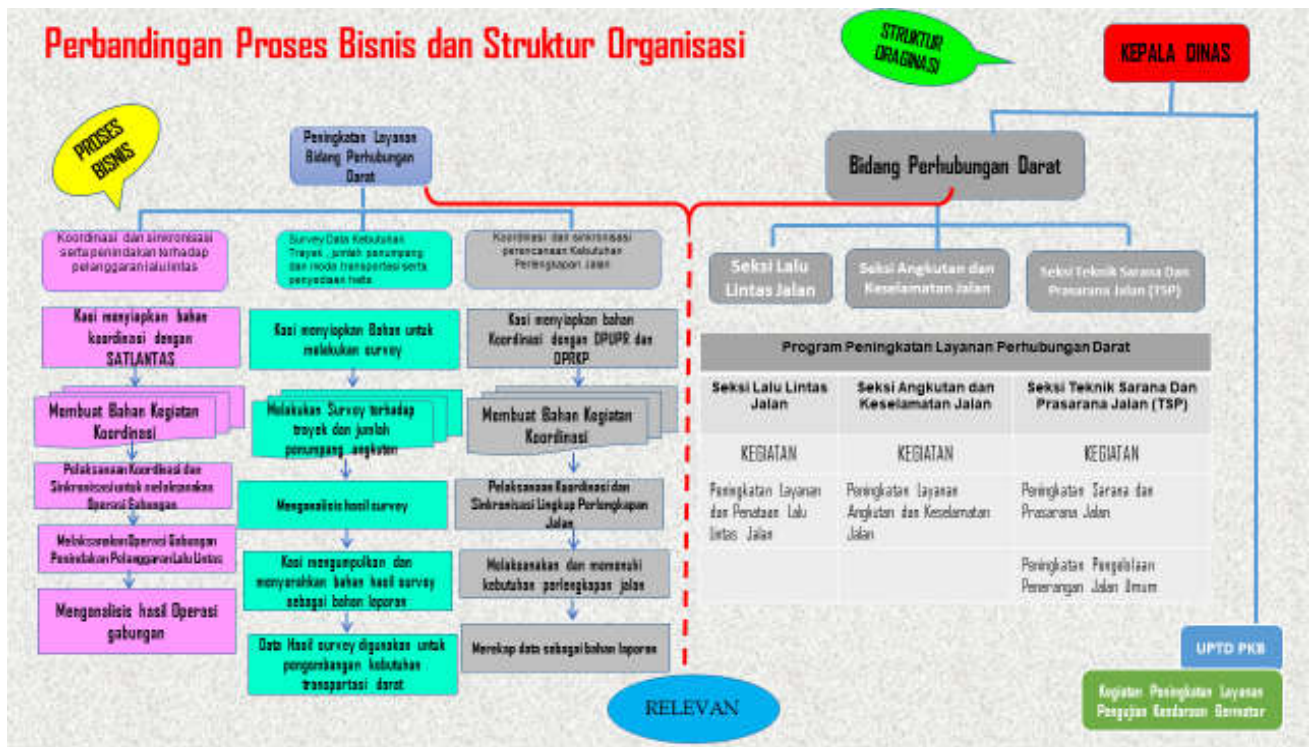 Perbandingan Proses Bisnis dan Struktur Organisasi
STRUKTUR
ORAGINASI
KEPALA DINAS
PROSES
BISNIS
Peningkatan Layanan
Bidang Perhubungan
Darat
Bidang Perhubungan Darat
Koordinasi dan sinkronisasi
serta penindakan terhadap
pelanggaran lalu lintas
Survey Data Kebutuhan
Trayek, jumlah penumpang
dan moda transportasi serta
penyediaan halte
Koordinasi dan sinkronisasi
perencanaan Kebutuhan
Perlengkapan Jalan
Seksi Lalu
Lintas Jalan
Seksi Angkutan dan
Keselamatan Jalan
Seksi Teknik Sarana Dan
Prasarana Jalan (TSP)
Kasi menyiapkan bahan
koordinasi dengan
SATLANTAS
Membuat Bahan Kegiatan
Koordinasi
Pelaksanaan Koordinasi dan
Sinkronisasi untuk melaksanakan
Operasi Gabungan
Melaksanakan Operasi Gabungan
Penindakan Pelanggaran Lalu Lintas
Menganalisis hasil Operasi
gabungan
Kasi menyiapkan Bahan untuk
melakukan survey
Melakukan Survey terhadap
trayek dan jumlah
penumpang angkutan
Menganalisis hasil survey
Kasi mengumpulkan dan
menyerahkan bahan hasil survey
sebagai bahan laporan
Data Hasil survey digunakan untuk
pengembangan kebutuhan
transportasi darat
Kasi menyiapkan bahan
Koordinasi dengan DPUPR dan
DPRKP
Membuat Bahan Kegiatan
Koordinasi
Pelaksanaan Koordinasi dan
Sinkronisasi Lingkup Perlengkapan
Jalan
Melaksanakan dan memenuhi
kebutuhan perlengkapan jalan
Merekap data sebagai bahan laporan
Program Peningkatan Layanan Perhubungan Darat
Seksi Lalu Lintas
Jalan
Seksi Angkutan dan
Keselamatan Jalan
Seksi Teknik Sarana Dan
Prasarana Jalan (TSP)
KEGIATAN
KEGIATAN
KEGIATAN
Peningkatan Layanan
dan Penataan Lalu
lintas Jalan
Peningkatan Layanan
Angkutan dan Keselamatan
Jalan
Peningkatan Sarana dan
Prasarana Jalan
Peningkatan Pengelolaan
Penerangan Jalan Umum
RELEVAN
UPTD PKB
Kegiatan Peningkatan Layanan
Pengujian Kendaraan Bermotor